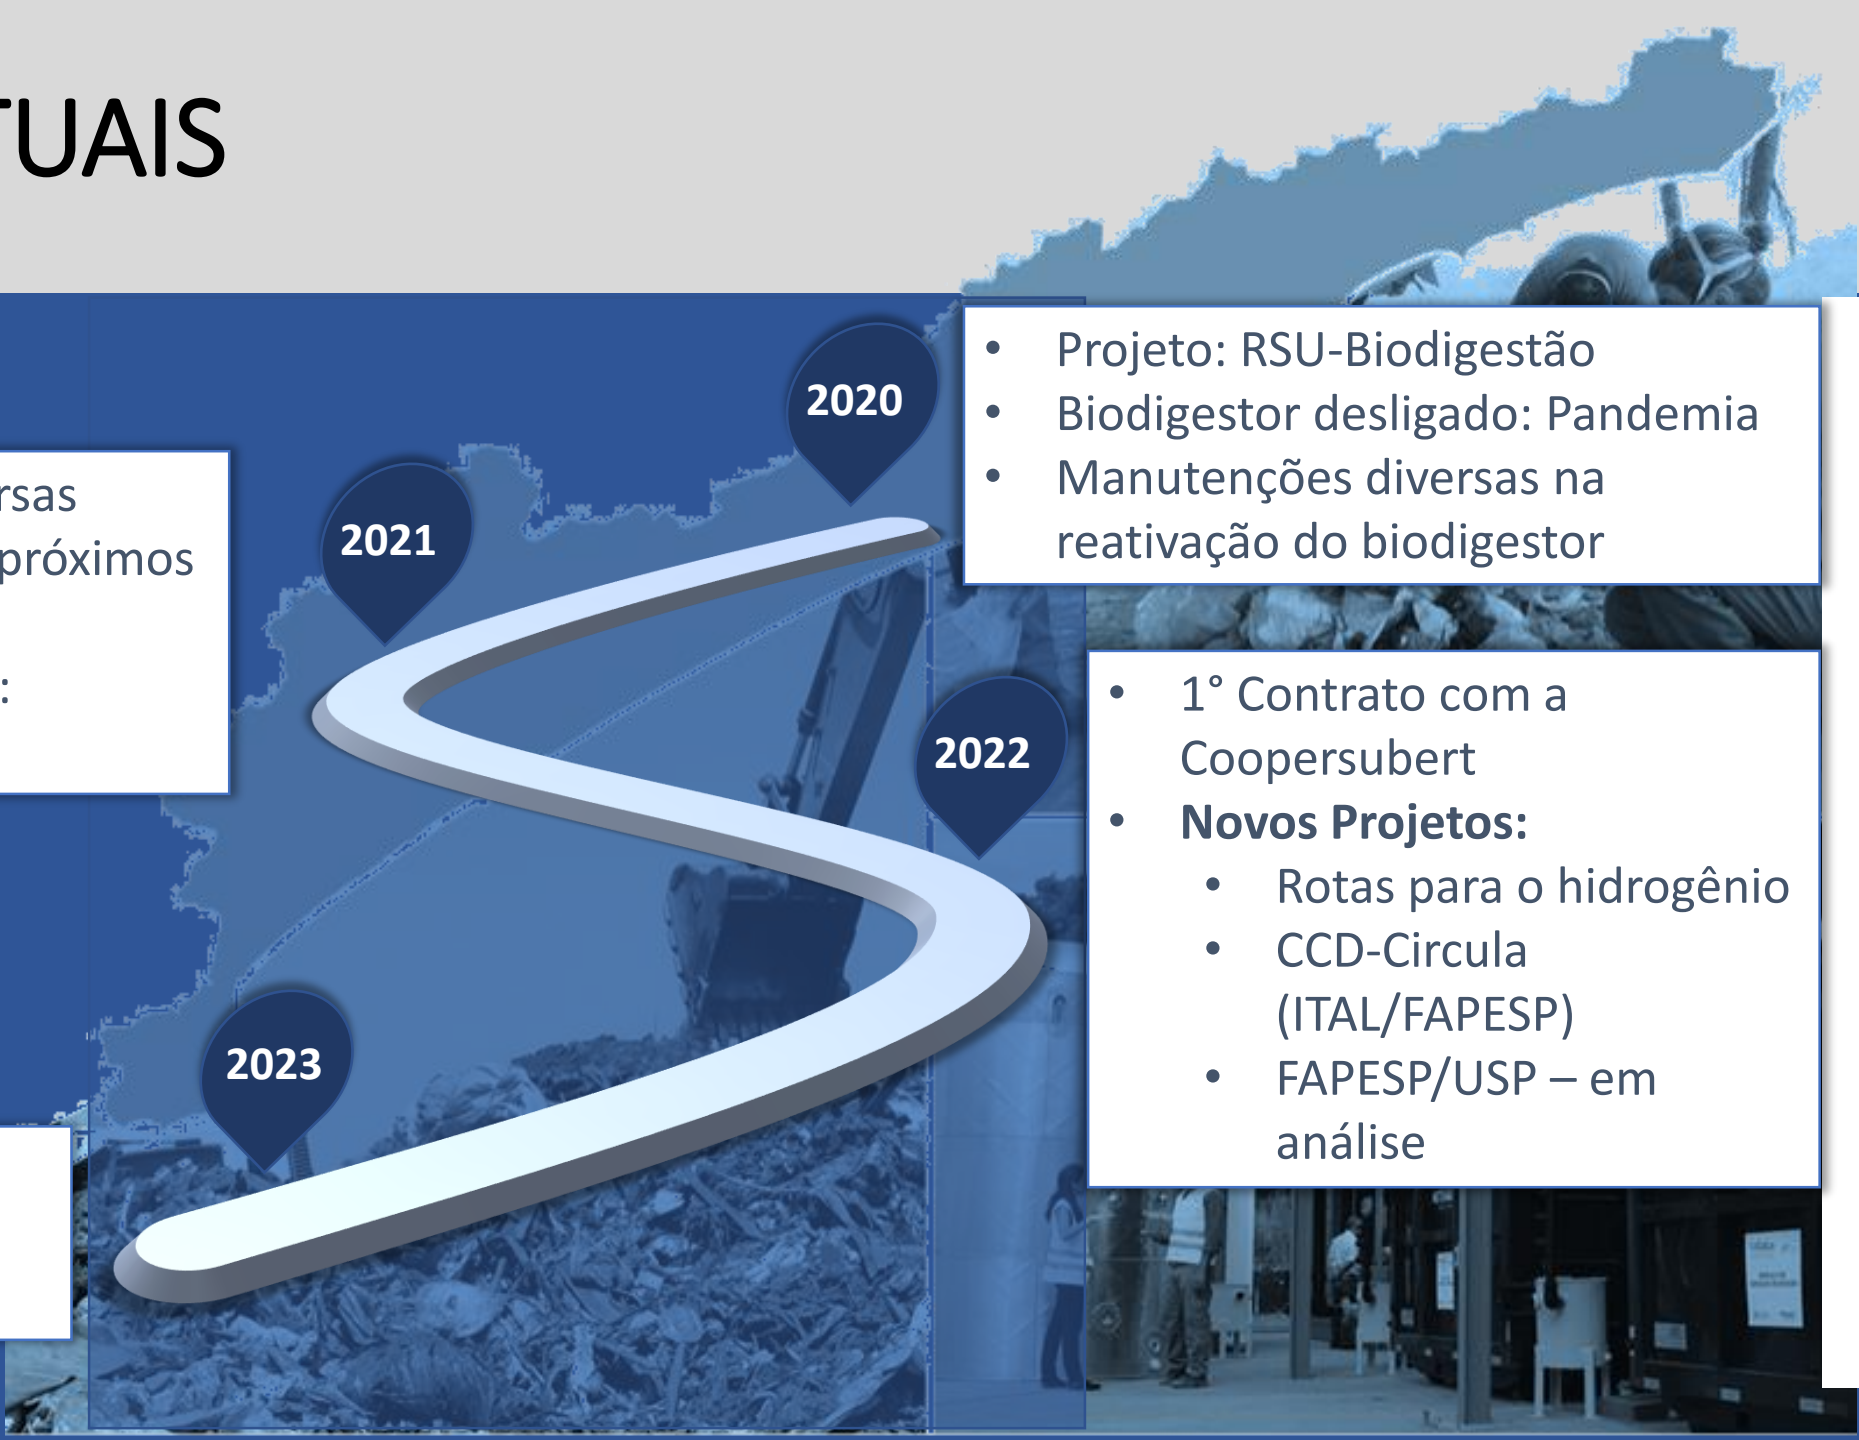 TUAIS
2020
• Projeto: RSU-Biodigestão
• Biodigestor desligado: Pandemia
• Manutenções diversas na
reativação do biodigestor
2021
rsas
próximos
:
2022
• 1° Contrato com a
Coopersubert
• Novos Projetos:
• Rotas para o hidrogênio
• CCD-Circula
(ITAL/FAPESP)
• FAPESP/USP – em
análise
2023